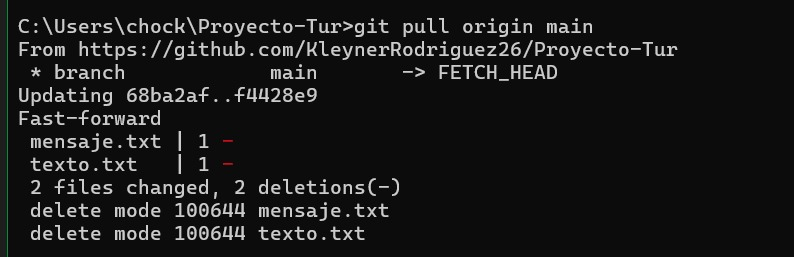 C:\Users\chock\Proyecto-Tur>git pull origin main
From https://github.com/KleynerRodriguez26/Proyecto-Tur
 * branch            main       -> FETCH_HEAD
Updating 68ba2af..f4428e9
Fast-forward
 mensaje.txt | 1 -
 texto.txt   | 1 -
 2 files changed, 2 deletions(-)
 delete mode 100644 mensaje.txt
 delete mode 100644 texto.txt